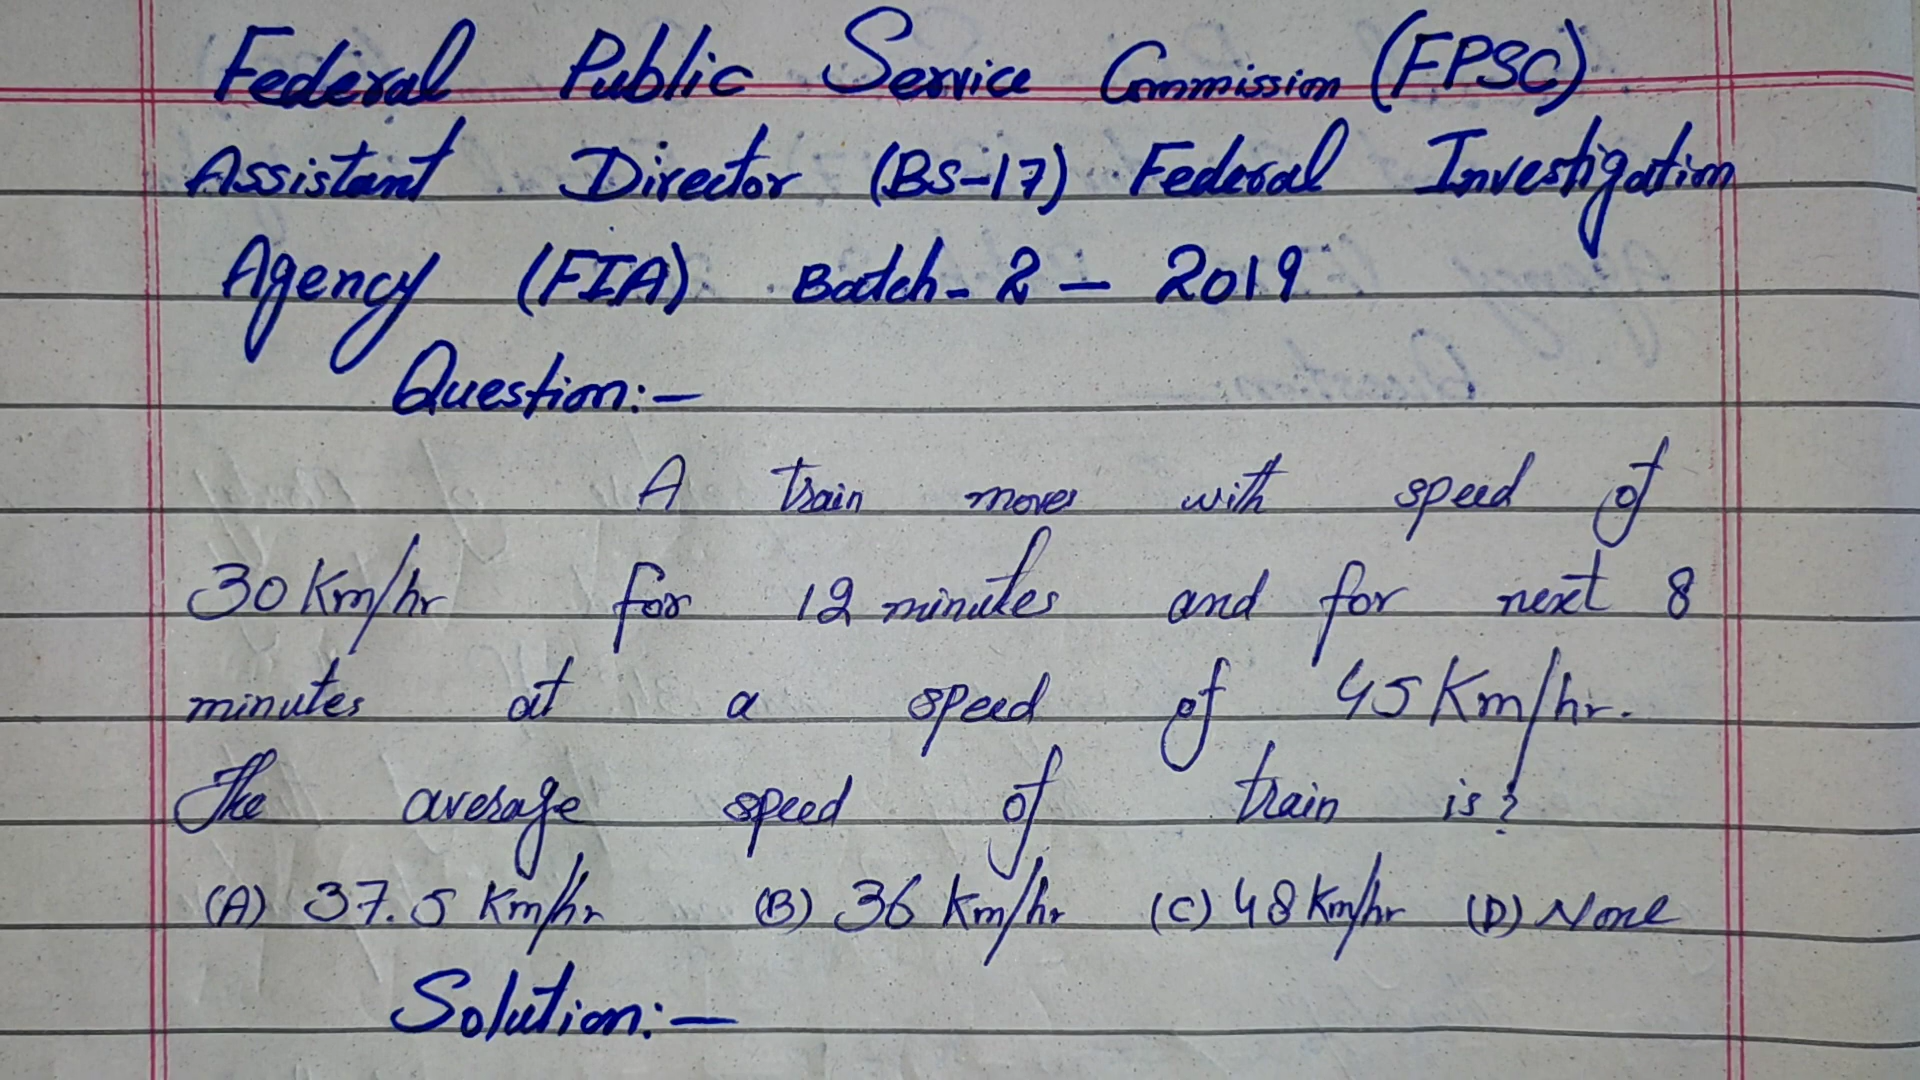 Federal Public Service Commission (FPSC)
Assistant Director (BS-17) Federal Investigation
Agency (FIA) Batch-2 - 2019
Question:-
A train moves with speed of
30 Km/hr for 12 minutes and for next 8
minutes at a speed of 45 Km/hr.
The average speed of train is?
(A) 37.5 Km/hr (B) 36 Km/hr (C) 48 Km/hr (D) None
Solution:-